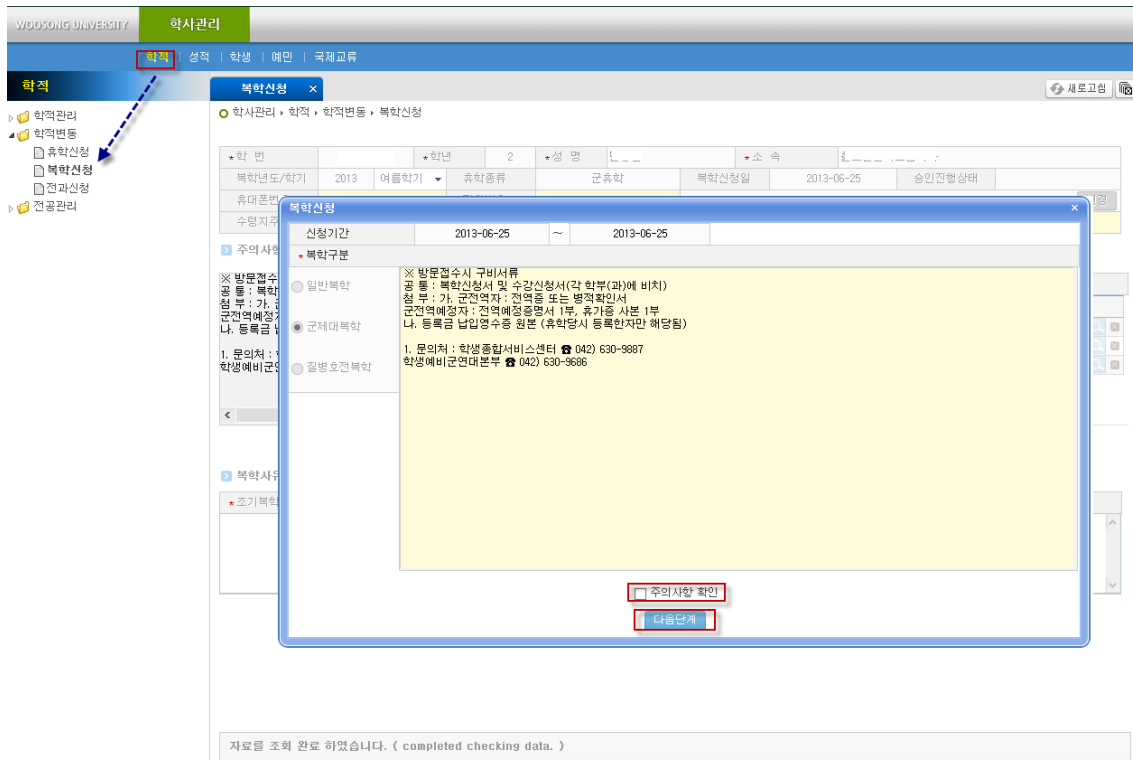 WOOSONG UNIVERSITY 학사관리
학적 | 성적 | 학생 | 예민 | 국제교류
학적
복학신청 ×
새로고침
학적관리
학적변동
휴학신청
복학신청
전과신청
전공관리
학사관리 › 학적 › 학적변동 › 복학신청
★학 번 ★학년 2 ★성 명 ★소 속
복학년도/학기 2013 여름학기 휴학종류 군휴학 복학신청일 2013-06-25 승인진행상태
휴대폰번
수령지주
주의사항
※ 방문접수
공 통 : 복학
첨 부 : 가.
군전역예정
나. 등록금
1. 문의처 :
학생예비군
복학사유
★조기복학
복학신청 ×
신청기간 2013-06-25 ~ 2013-06-25
★복학구분
일반복학
군제대복학
질병호전복학
※ 방문접수시 구비서류
공 통 : 복학신청서 및 수강신청서(각 학부(과)에 비치)
첨 부 : 가. 군전역자 : 전역증 또는 병적확인서
군전역예정자 : 전역예정증명서 1부, 휴가증 사본 1부
나. 등록금 납입영수증 원본 (휴학당시 등록한자만 해당됨)
1. 문의처 : 학생종합서비스센터 ☎ 042) 630-9887
학생예비군연대본부 ☎ 042) 630-9686
주의사항 확인
다음단계
자료를 조회 완료 하였습니다. ( completed checking data. )